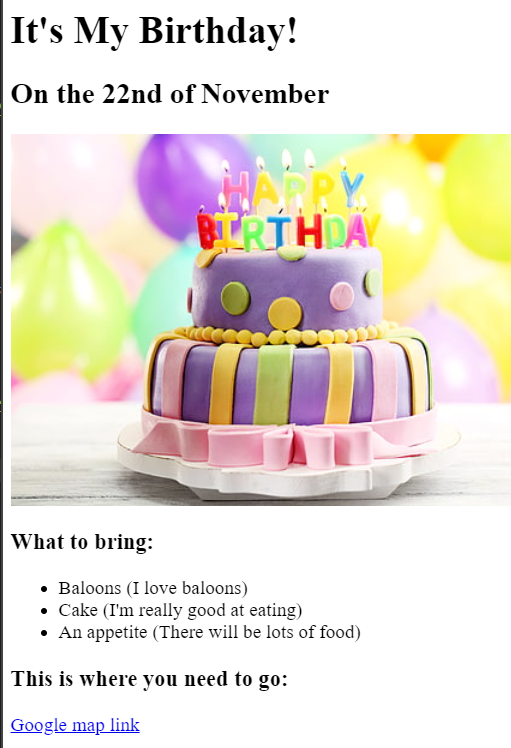 It's My Birthday!
On the 22nd of November
HAPPY
BIRTHDAY
What to bring:
Baloons (I love baloons)
Cake (I'm really good at eating)
An appetite (There will be lots of food)
This is where you need to go:
Google map link